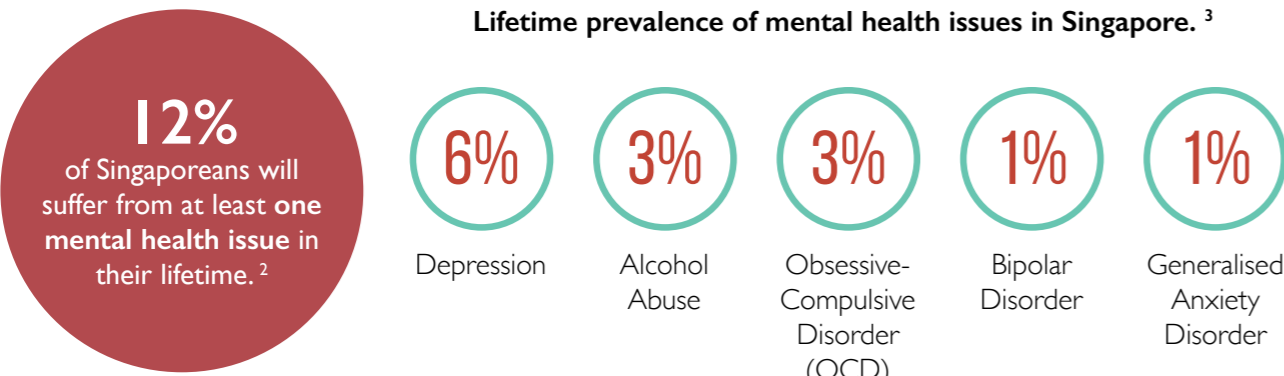 12%
of Singaporeans will
suffer from at least one
mental health issue in
their lifetime. 2
Lifetime prevalence of mental health issues in Singapore. 3
6%
Depression
3%
Alcohol
Abuse
3%
Obsessive-
Compulsive
Disorder
(OCD)
1%
Bipolar
Disorder
1%
Generalised
Anxiety
Disorder